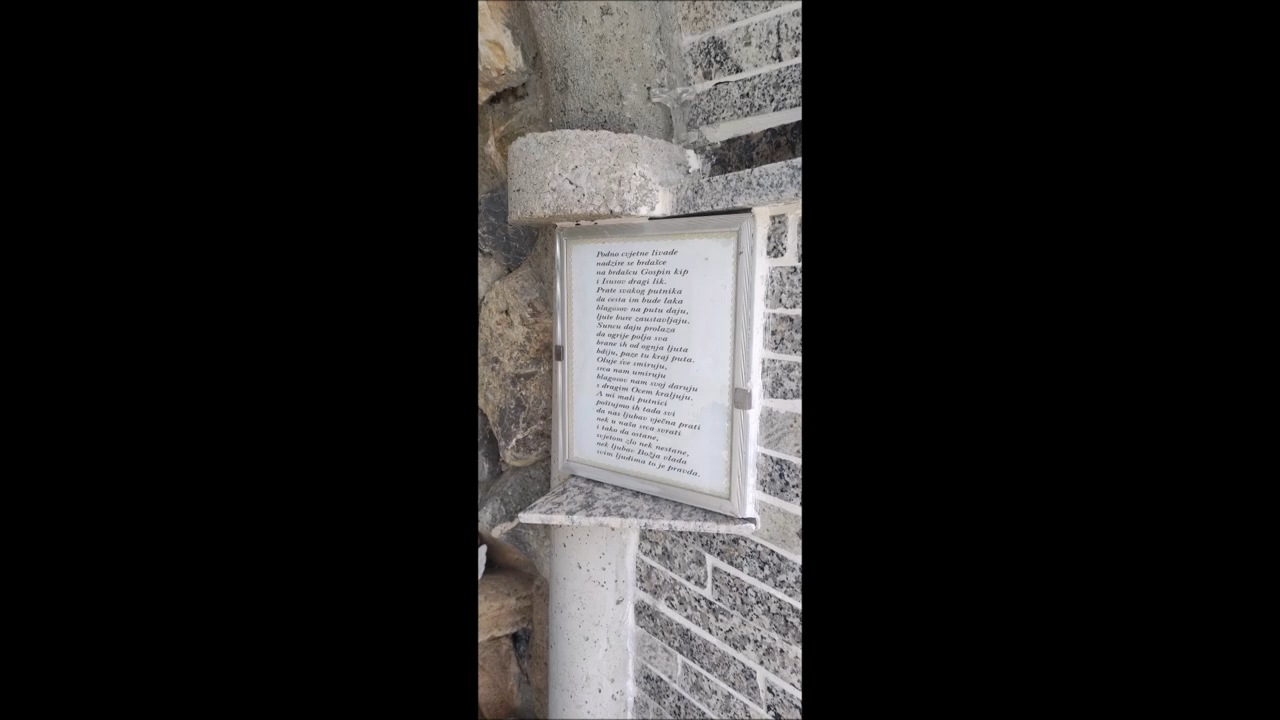 Podno cvjetne livade
nadzire se brdašce
na brdašcu Gospin kip
i Isusov dragi lik.
Prate svakog putnika
da cesta im bude laka
blagosov na putu daju,
ljute bure zaustavljaju.
Suncu daju prolaza
da ogrije polja sva
brane ih od ognja ljuta
bdiju, paze tu kraj puta.
Oluje sve smiruju,
srca nam umiruju
blagosov nam svoj daruju
s dragim Ocem kraljuju.
A mi mali putnici
poštujmo ih tada svi
da nas ljubav vječna prati
nek u naša srca svrati
i tako da ostane,
svjetom zlo nek nestane,
nek ljubav Božja vlada
svim ljudima to je pravda.